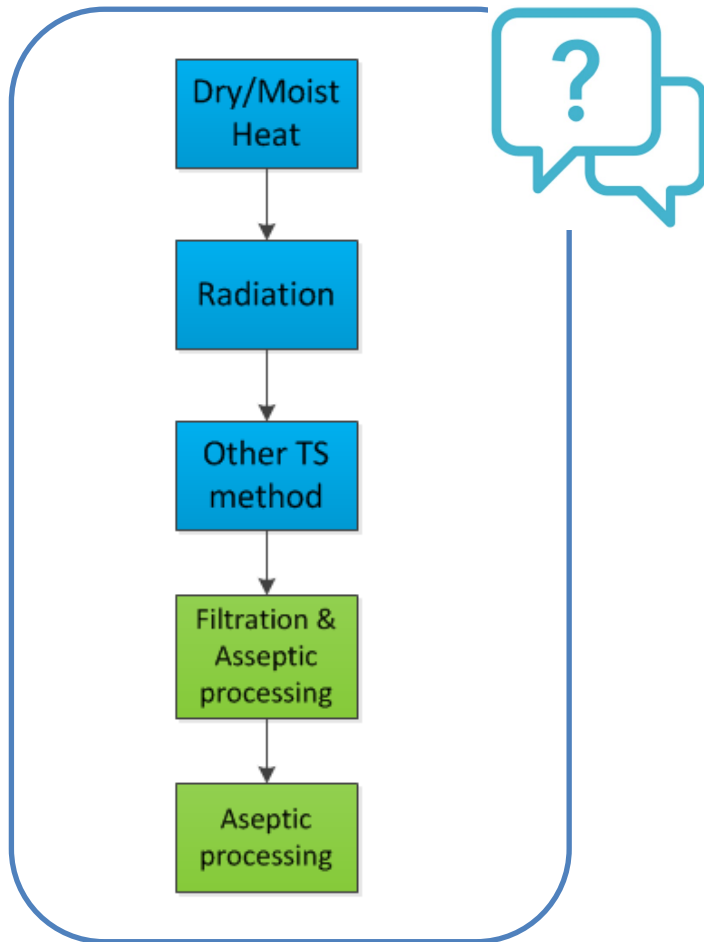 Dry/Moist
Heat
?
Radiation
Other TS
method
Filtration &
Asseptic
processing
Aseptic
processing